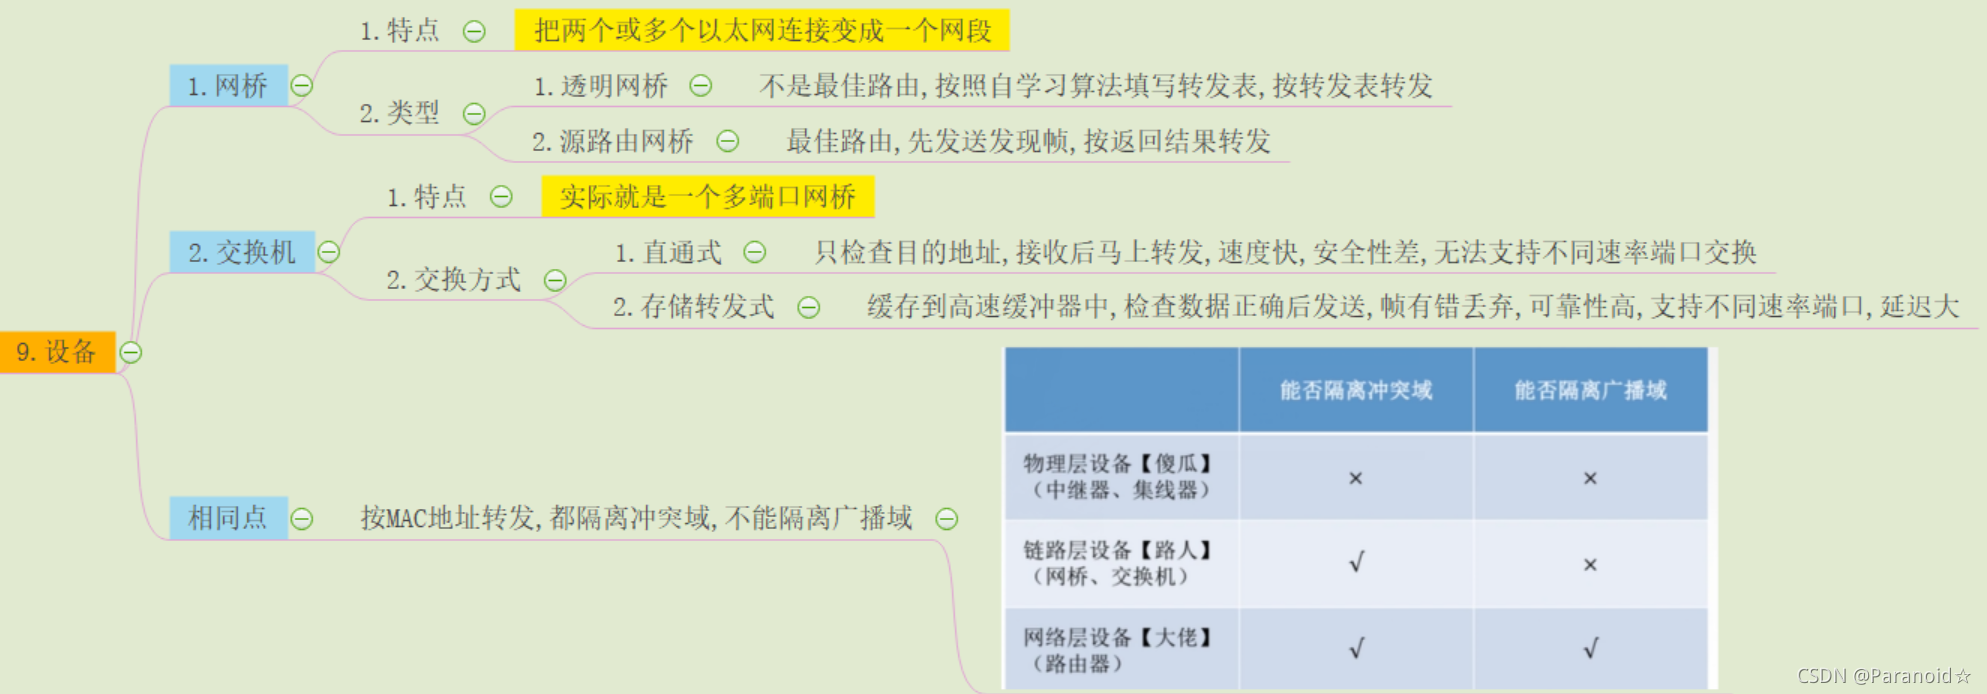 1.特点
把两个或多个以太网连接变成一个网段
1.网桥
2.类型
1.透明网桥
不是最佳路由,按照自学习算法填写转发表,按转发表转发
2.源路由网桥
最佳路由,先发送发现帧,按返回结果转发
1.特点
实际就是一个多端口网桥
2.交换机
2.交换方式
1.直通式
只检查目的地址,接收后马上转发,速度快,安全性差,无法支持不同速率端口交换
2.存储转发式
缓存到高速缓冲器中,检查数据正确后发送,帧有错丢弃,可靠性高,支持不同速率端口,延迟大
9.设备
相同点
按MAC地址转发,都隔离冲突域,不能隔离广播域
能否隔离冲突域 能否隔离广播域
物理层设备【傻瓜】
（中继器、集线器） × ×
链路层设备【路人】
（网桥、交换机） √ ×
网络层设备【大佬】
（路由器） √ √
CSDN @Paranoid☆